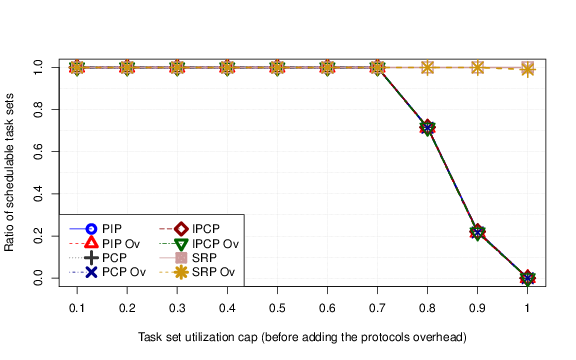 Ratio of schedulable task sets
1.0
0.8
0.6
0.4
0.2
0.0
PIP IPCP
PIP Ov IPCP Ov
PCP SRP
PCP Ov SRP Ov
0.1 0.2 0.3 0.4 0.5 0.6 0.7 0.8 0.9 1
Task set utilization cap (before adding the protocols overhead)